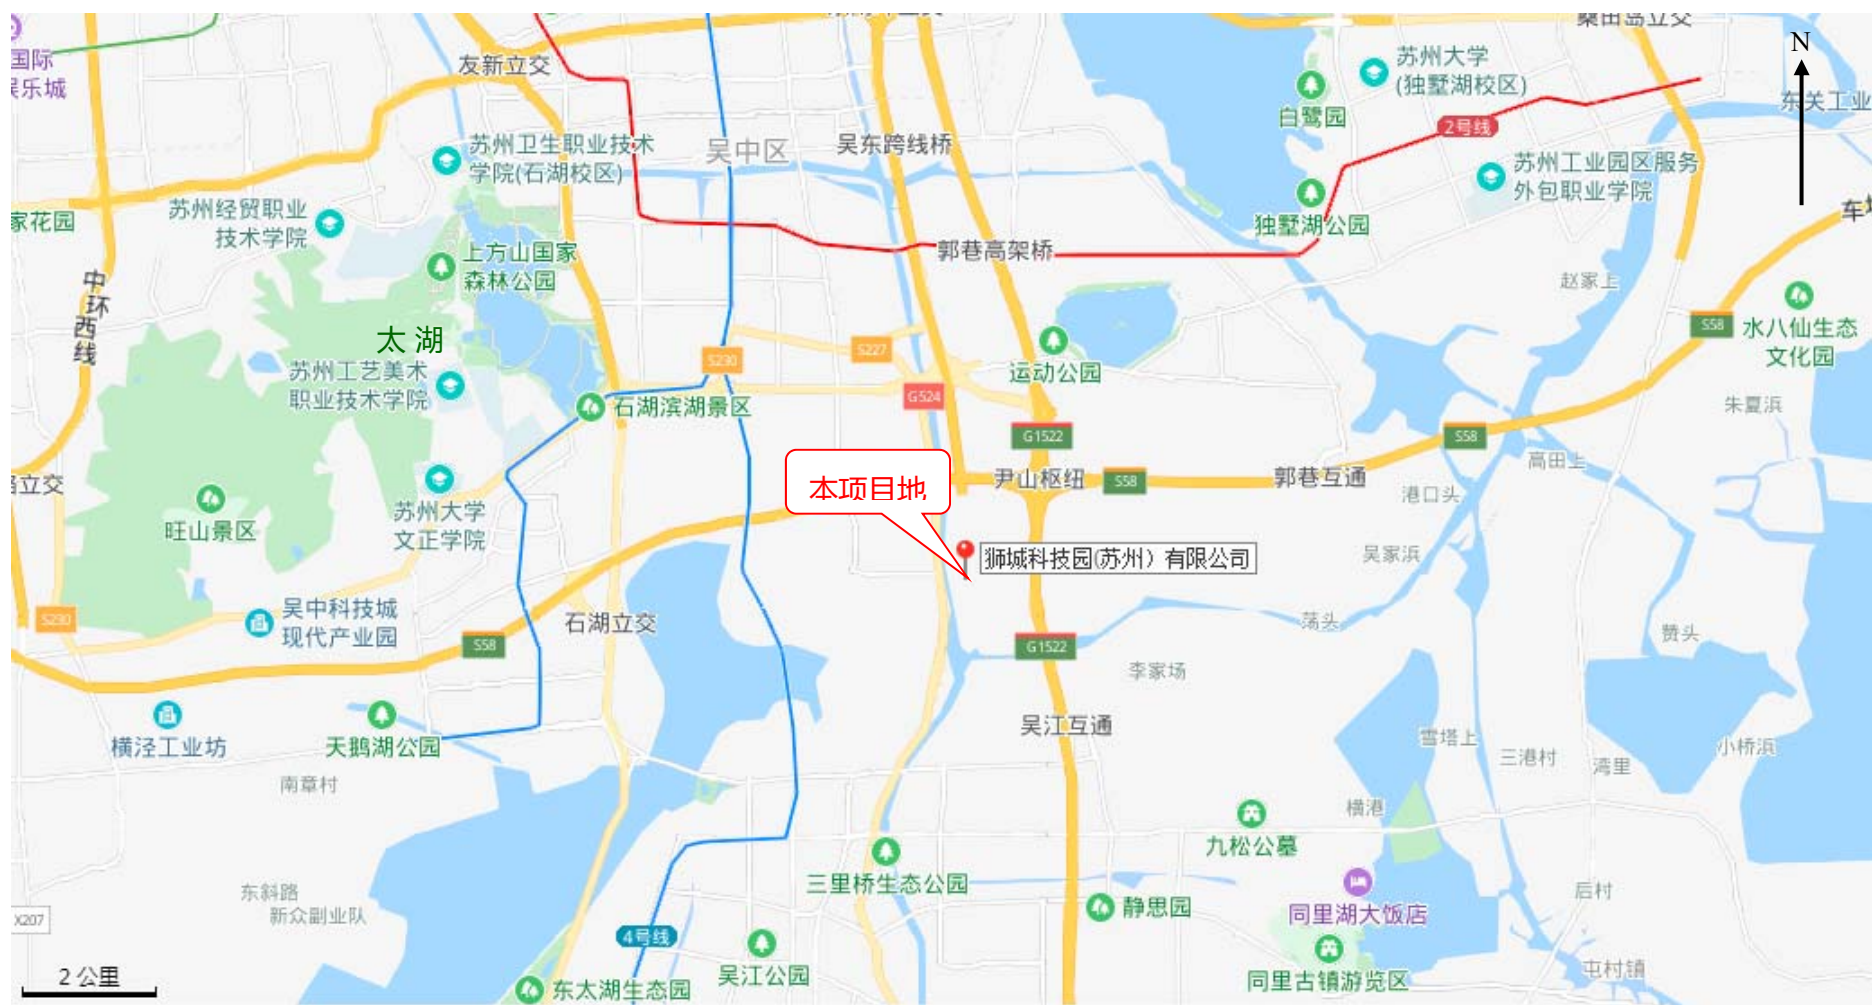 桑田岛立交
国际
娱乐城
友新立交
苏州大学
(独墅湖校区)
N
白鹭园
东关工业
2号线
苏州卫生职业技术
学院(石湖校区)
吴中区
吴东跨线桥
苏州工业园区服务
外包职业学院
家花园
苏州经贸职业
技术学院
独墅湖公园
上方山国家
森林公园
郭巷高架桥
赵家上
中环西线
太湖
S58
水八仙生态
文化园
S230
S227
苏州工艺美术
职业技术学院
运动公园
G524
石湖滨湖景区
朱夏浜
G1522
S58
高田上
立交
本项目地
尹山枢纽
S58
郭巷互通
港口头
旺山景区
苏州大学
文正学院
狮城科技园(苏州）有限公司
吴家浜
S230
吴中科技城
现代产业园
石湖立交
荡头
赞头
S58
G1522
李家场
横泾工业坊
天鹅湖公园
吴江互通
雪塔上
三港村
湾里
小桥浜
南章村
横港
九松公墓
三里桥生态公园
东斜路
新众副业队
静思园
同里湖大饭店
后村
X207
4号线
吴江公园
同里古镇游览区
屯村镇
2公里
东太湖生态园